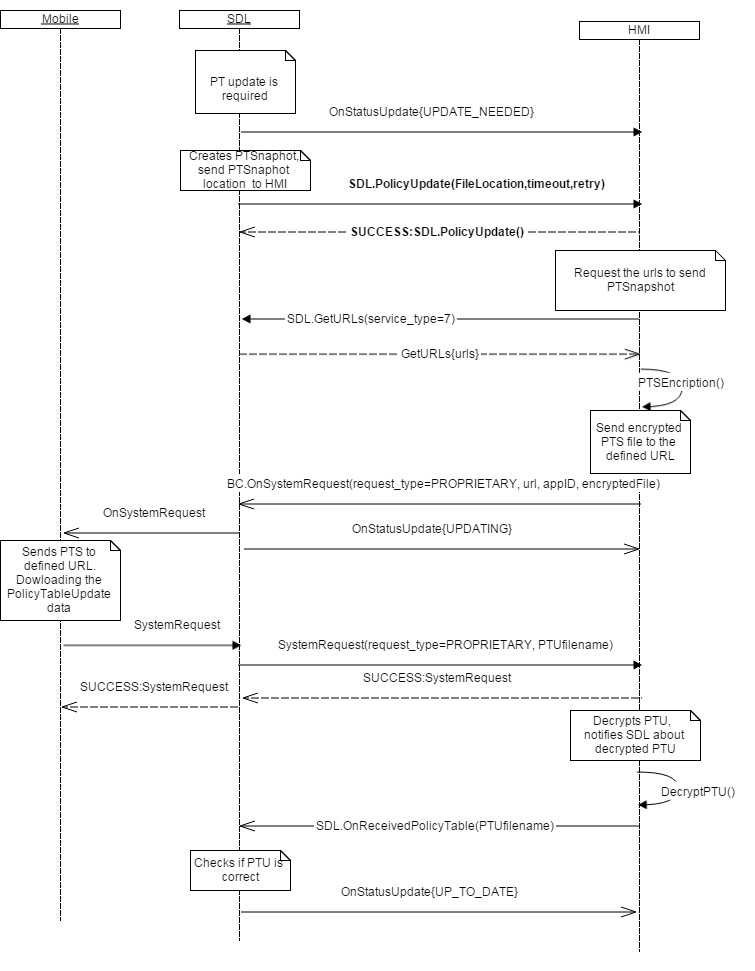 Mobile
SDL
HMI
PT update is
required
OnStatusUpdate{UPDATE_NEEDED}
Creates PTSnaphot,
send PTSnaphot
location to HMI
SDL.PolicyUpdate(FileLocation,timeout,retry)
SUCCESS:SDL.PolicyUpdate()
Request the urls to send
PTSnapshot
SDL.GetURLs(service_type=7)
GetURLs{urls}
PTSEncription()
Send encrypted
PTS file to the
defined URL
BC.OnSystemRequest(request_type=PROPRIETARY, url, appID, encryptedFile)
OnSystemRequest
OnStatusUpdate{UPDATING}
Sends PTS to
defined URL.
Dowloading the
PolicyTableUpdate
data
SystemRequest
SystemRequest(request_type=PROPRIETARY, PTUfilename)
SUCCESS:SystemRequest
SUCCESS:SystemRequest
Decrypts PTU,
notifies SDL about
decrypted PTU
DecryptPTU()
SDL.OnReceivedPolicyTable(PTUfilename)
Checks if PTU is
correct
OnStatusUpdate{UP_TO_DATE}